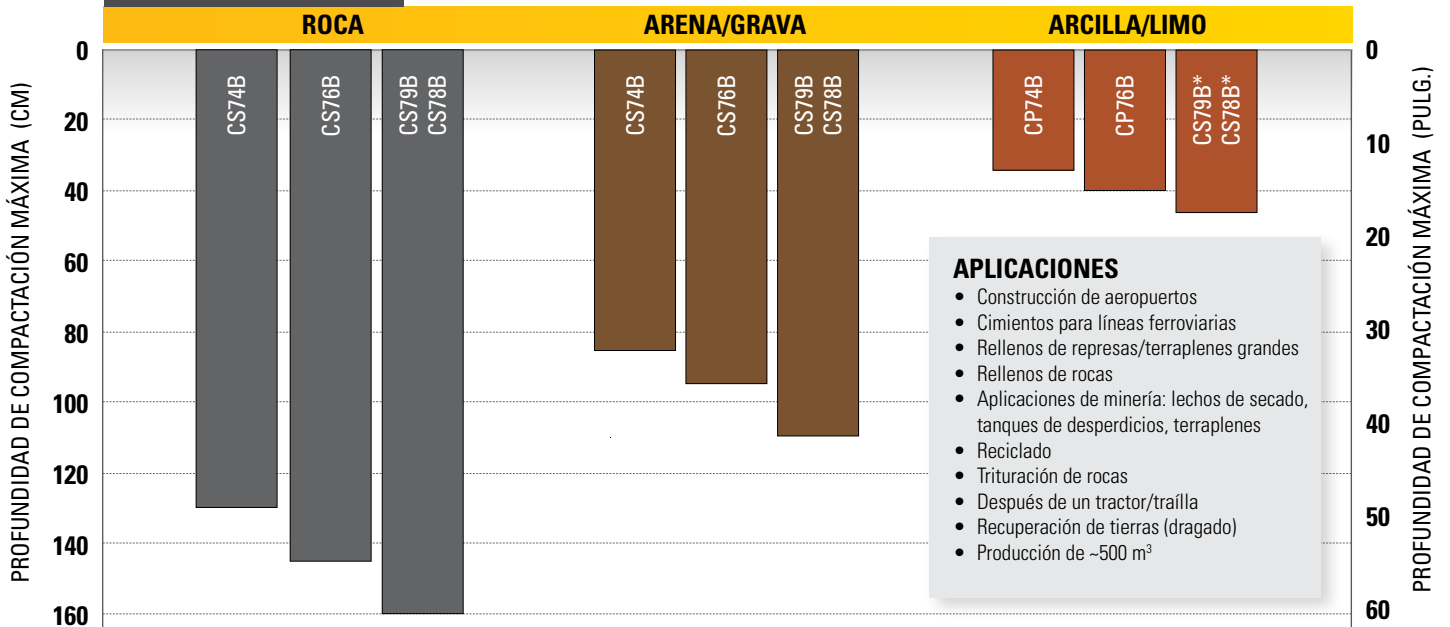 ROCA
ARENA/GRAVA
ARCILLA/LIMO
PROFUNDIDAD DE COMPACTACIÓN MÁXIMA (CM)
0
20
40
60
80
100
120
140
160
CS74B
CS76B
CS79B
CS78B
CS74B
CS76B
CS79B
CS78B
CP74B
CP76B
CS79B*
CS78B*
APLICACIONES
• Construcción de aeropuertos
• Cimientos para líneas ferroviarias
• Rellenos de represas/terraplenes grandes
• Rellenos de rocas
• Aplicaciones de minería: lechos de secado,
tanques de desperdicios, terraplenes
• Reciclado
• Trituración de rocas
• Después de un tractor/traílla
• Recuperación de tierras (dragado)
• Producción de ~500 m³
0
10
20
30
40
50
60
PROFUNDIDAD DE COMPACTACIÓN MÁXIMA (PULG.)